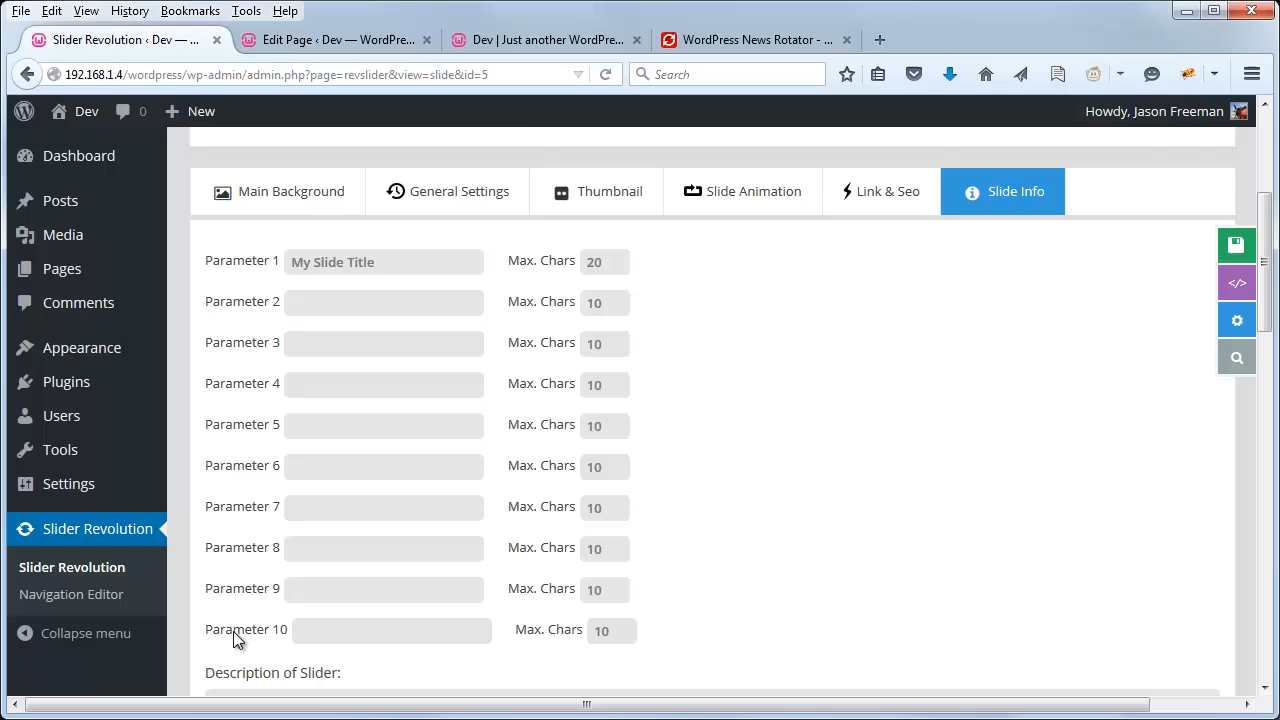 File Edit View History Bookmarks Tools Help
Slider Revolution ‹ Dev — ... Edit Page ‹ Dev — WordPre... Dev | Just another WordPre... WordPress News Rotator - ...
192.168.1.4/wordpress/wp-admin/admin.php?page=revslider&view=slide&id=5 Search
Dev 0 New Howdy, Jason Freeman
Dashboard
Posts
Media
Pages
Comments
Appearance
Plugins
Users
Tools
Settings
Slider Revolution
Slider Revolution
Navigation Editor
Collapse menu
Main Background General Settings Thumbnail Slide Animation Link & Seo Slide Info
Parameter 1 My Slide Title Max. Chars 20
Parameter 2 Max. Chars 10
Parameter 3 Max. Chars 10
Parameter 4 Max. Chars 10
Parameter 5 Max. Chars 10
Parameter 6 Max. Chars 10
Parameter 7 Max. Chars 10
Parameter 8 Max. Chars 10
Parameter 9 Max. Chars 10
Parameter 10 Max. Chars 10
Description of Slider: